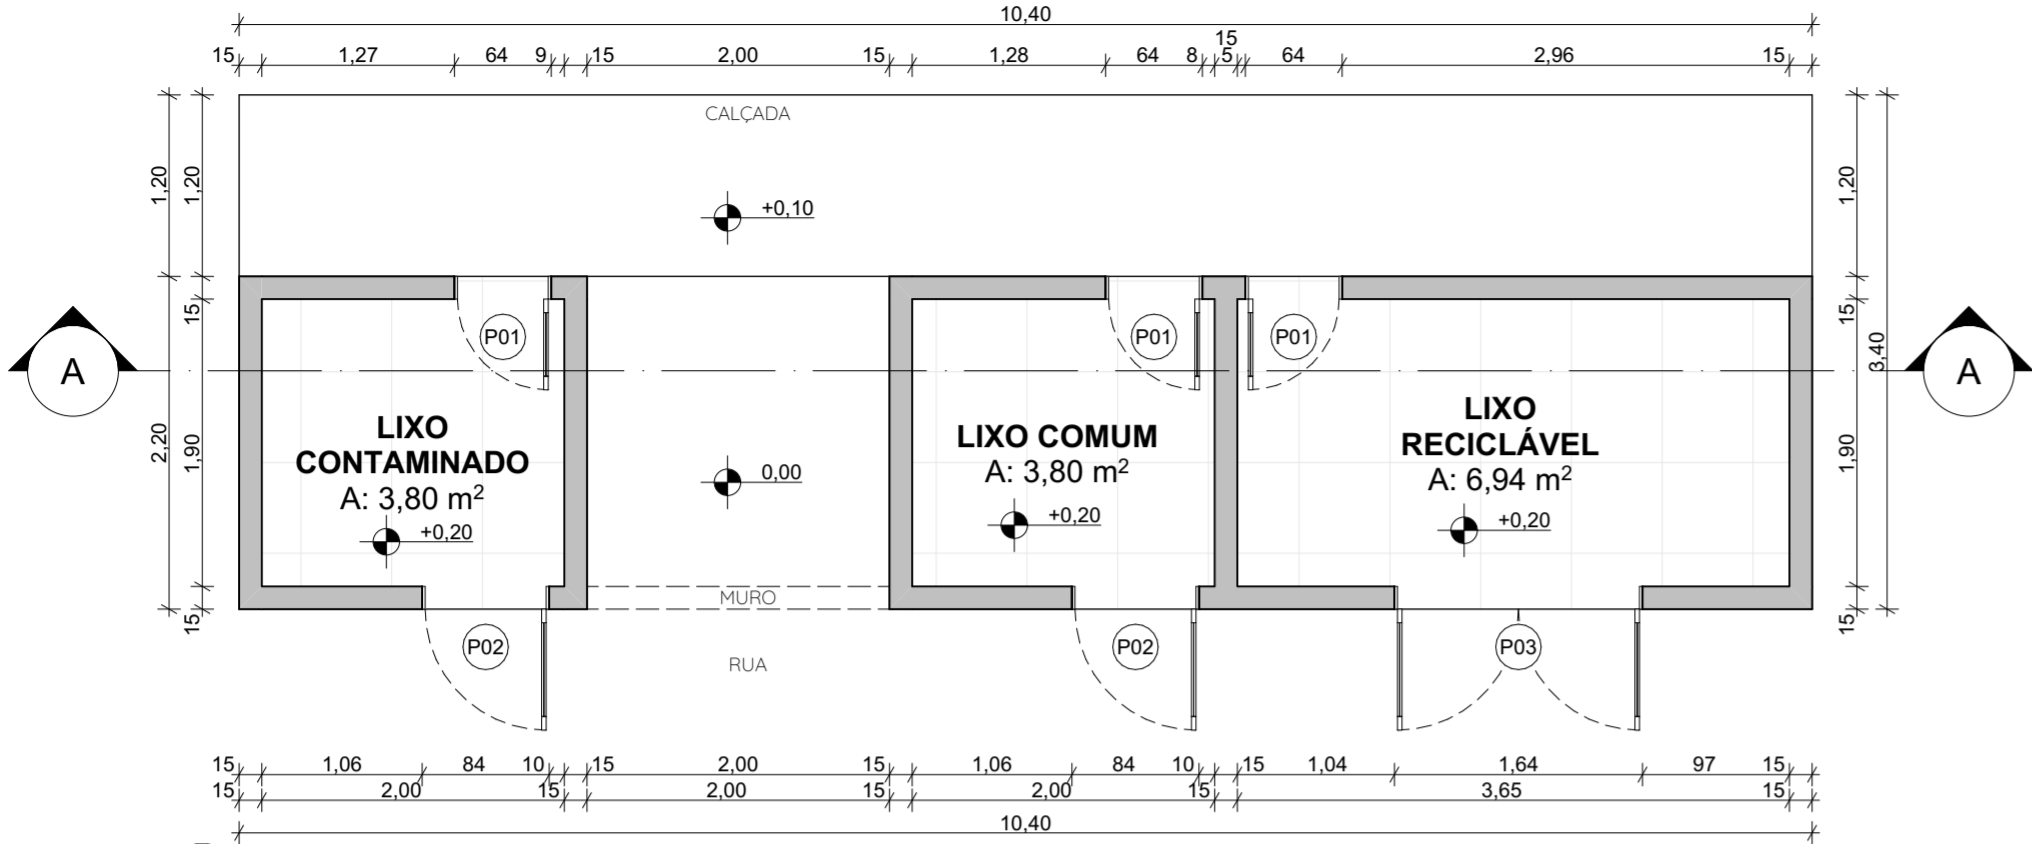 10,40
15 1,27 64 9 15 2,00 15 1,28 64 8 15 5 64 2,96 15
CALÇADA
1,20 1,20 1,20
+0,10
15 15
P01 P01 P01
3,40
A A
LIXO
CONTAMINADO
A: 3,80 m²
+0,20
LIXO COMUM
A: 3,80 m²
+0,20
LIXO
RECICLÁVEL
A: 6,94 m²
+0,20
2,20 1,90 1,90
0,00
15 15
MURO
P02 P02 P03
RUA
15 1,06 84 10 15 2,00 15 1,06 84 10 15 1,04 1,64 97 15
15 2,00 15 2,00 15 2,00 15 3,65 15
10,40